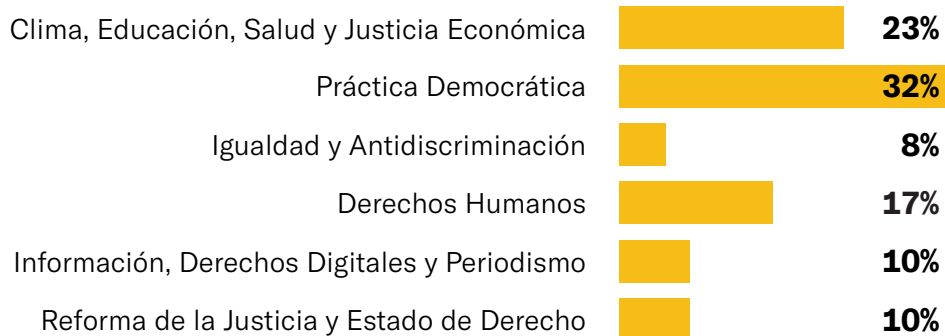 Clima, Educación, Salud y Justicia Económica 23%
Práctica Democrática 32%
Igualdad y Antidiscriminación 8%
Derechos Humanos 17%
Información, Derechos Digitales y Periodismo 10%
Reforma de la Justicia y Estado de Derecho 10%